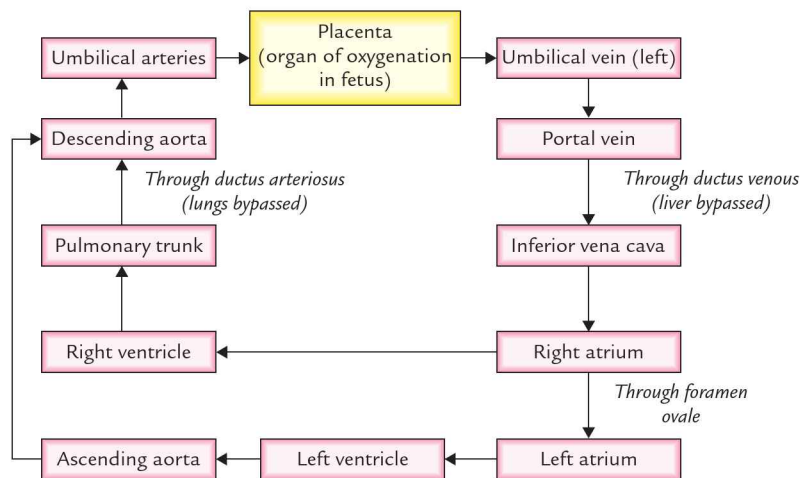 Placenta
(organ of oxygenation
in fetus)
Umbilical arteries
Umbilical vein (left)
Descending aorta
Portal vein
Through ductus arteriosus
(lungs bypassed)
Through ductus venous
(liver bypassed)
Pulmonary trunk
Inferior vena cava
Right ventricle
Right atrium
Through foramen
ovale
Ascending aorta
Left ventricle
Left atrium